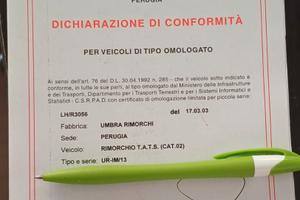 PERUGIA
DICHIARAZIONE DI CONFORMITÀ
PER VEICOLI DI TIPO OMOLOGATO
Ai sensi dell'art. 76 del D.L. 30.04.1992 n. 285 – che il veicolo sotto indicato è
conforme, in tutte le sue parti, al tipo omologato dal Ministero delle Infrastrutture
e dei Trasporti, Dipartimento per i Trasporti Terrestri e per i Sistemi Informatici e
Statistici - C.S.R.P.A.D. con certificato di omologazione limitata per piccole serie:
LH/R3056 del 17.03.03
Fabbrica: UMBRA RIMORCHI
Sede: PERUGIA
Veicolo: RIMORCHIO T.A.T.S. (CAT.02)
Tipo e serie: UR-IM/13